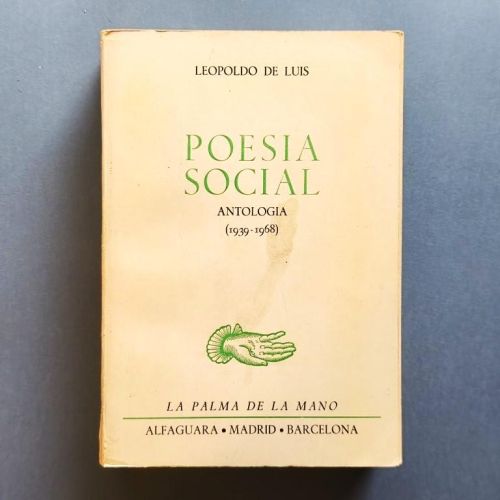 LEOPOLDO DE LUIS
POESIA
SOCIAL
ANTOLOGIA
(1939-1968)
LA PALMA DE LA MANO
ALFAGUARA • MADRID • BARCELONA